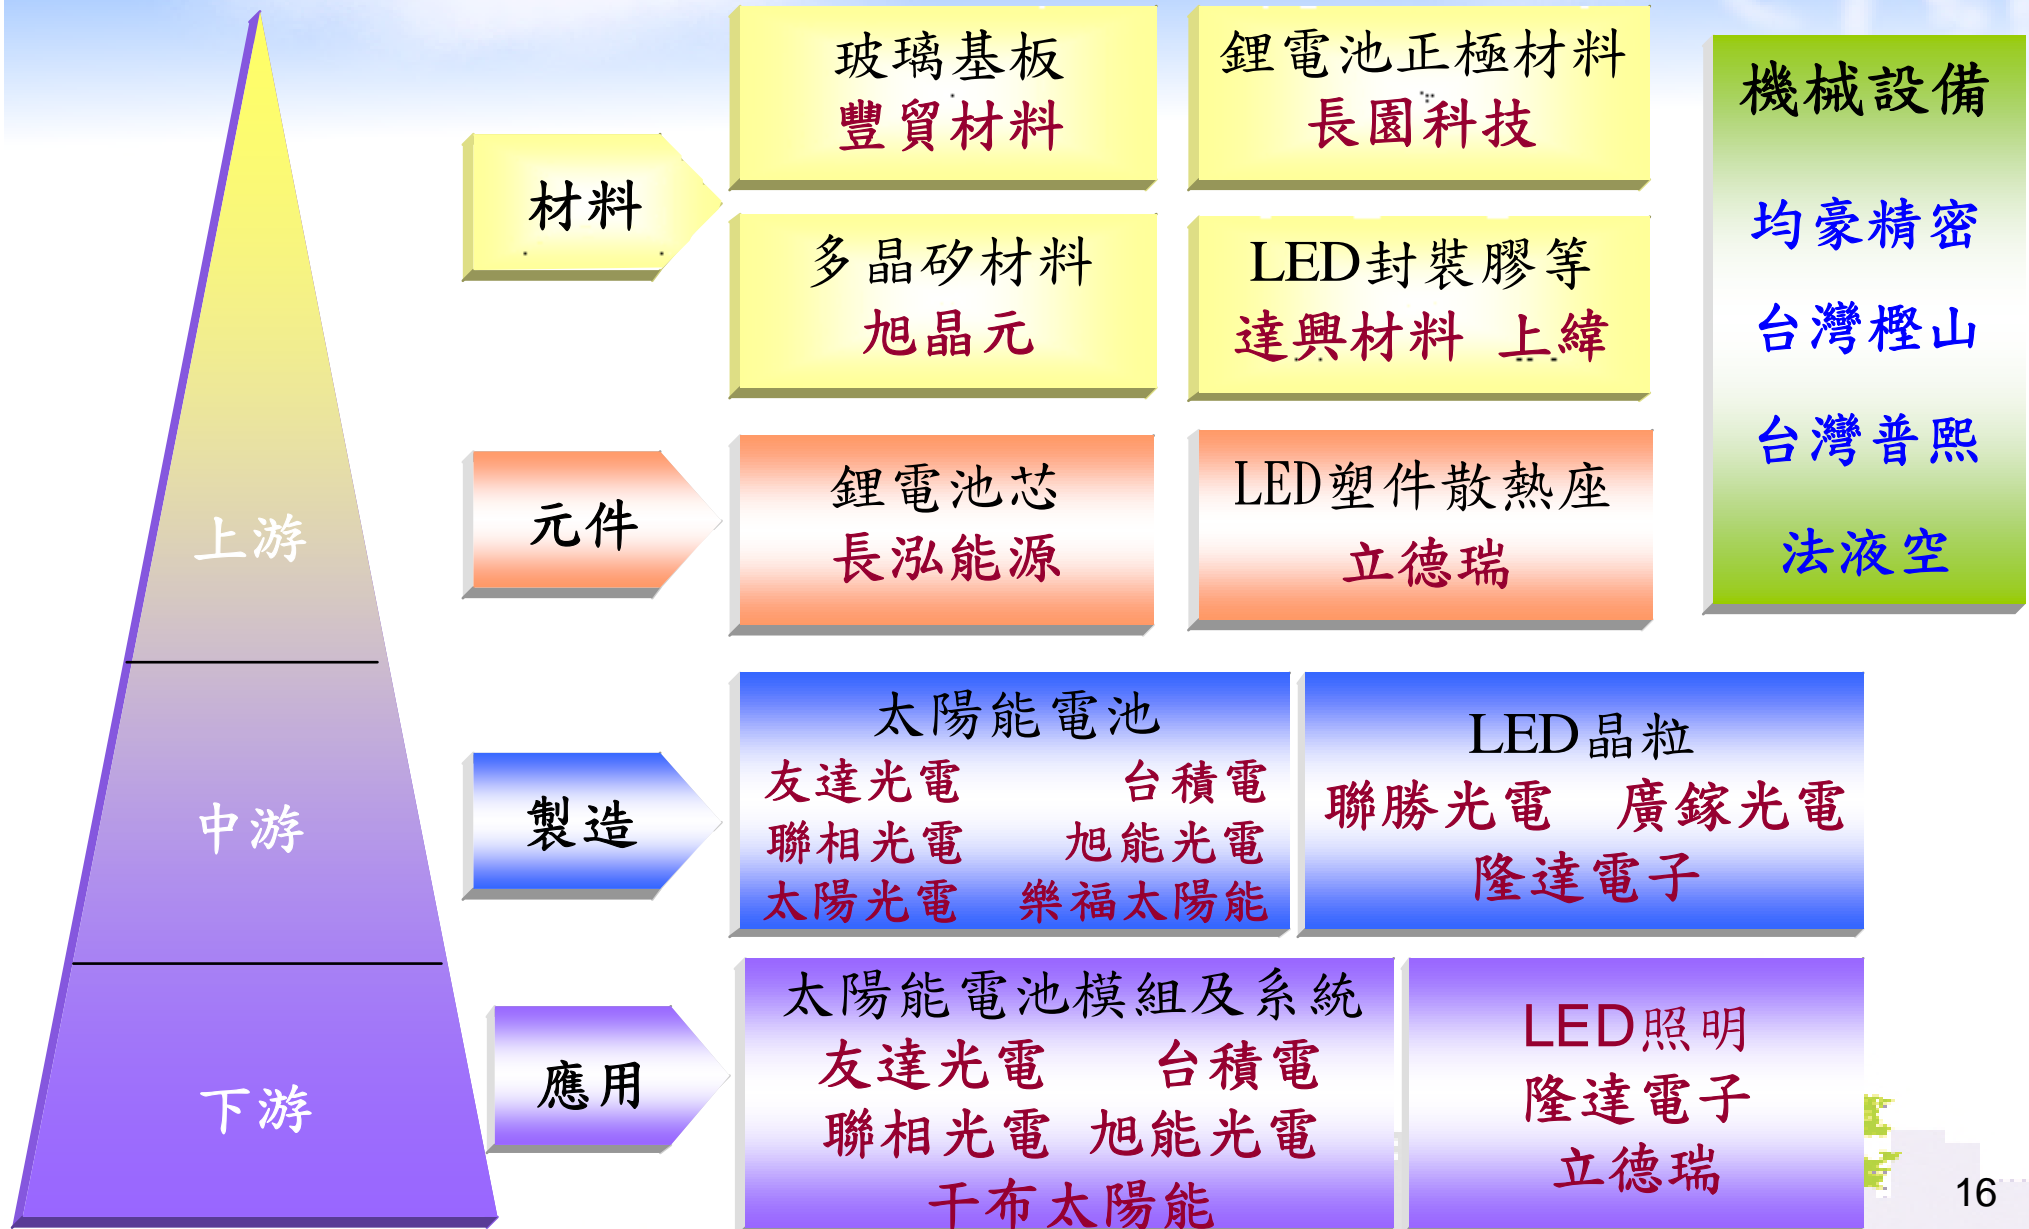 玻璃基板
豐貿材料
鋰電池正極材料
長園科技
機械設備
均豪精密
台灣樫山
台灣普熙
法液空
材料
多晶矽材料
旭晶元
LED封裝膠等
達興材料 上緯
上游
元件
鋰電池芯
長泓能源
LED塑件散熱座
立德瑞
中游
製造
太陽能電池
友達光電 台積電
聯相光電 旭能光電
太陽光電 樂福太陽能
LED晶粒
聯勝光電 廣鎵光電
隆達電子
下游
應用
太陽能電池模組及系統
友達光電 台積電
聯相光電 旭能光電
干布太陽能
LED照明
隆達電子
立德瑞
16